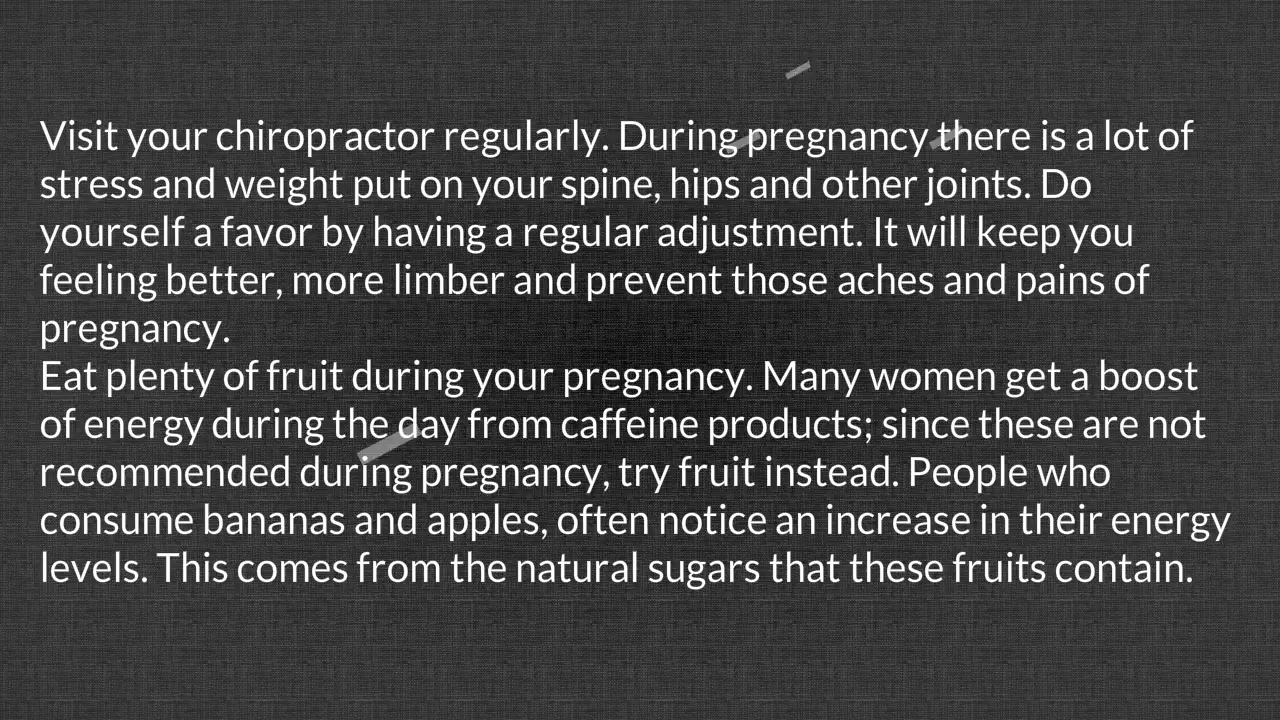 Visit your chiropractor regularly. During pregnancy there is a lot of
stress and weight put on your spine, hips and other joints. Do
yourself a favor by having a regular adjustment. It will keep you
feeling better, more limber and prevent those aches and pains of
pregnancy.
Eat plenty of fruit during your pregnancy. Many women get a boost
of energy during the day from caffeine products; since these are not
recommended during pregnancy, try fruit instead. People who
consume bananas and apples, often notice an increase in their energy
levels. This comes from the natural sugars that these fruits contain.